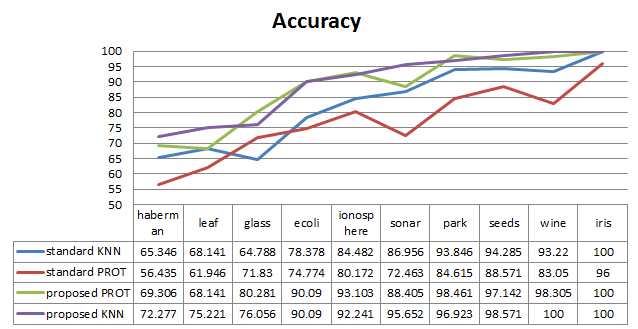 Accuracy
100
95
90
85
80
75
70
65
60
55
50
haberman leaf glass ecoli ionosphere sonar park seeds wine iris
standard KNN 65.346 68.141 64.788 78.378 84.482 86.956 93.846 94.285 93.22 100
standard PROT 56.435 61.946 71.83 74.774 80.172 72.463 84.615 88.571 83.05 96
proposed PROT 69.306 68.141 80.281 90.09 93.103 88.405 98.461 97.142 98.305 100
proposed KNN 72.277 75.221 76.056 90.09 92.241 95.652 96.923 98.571 100 100